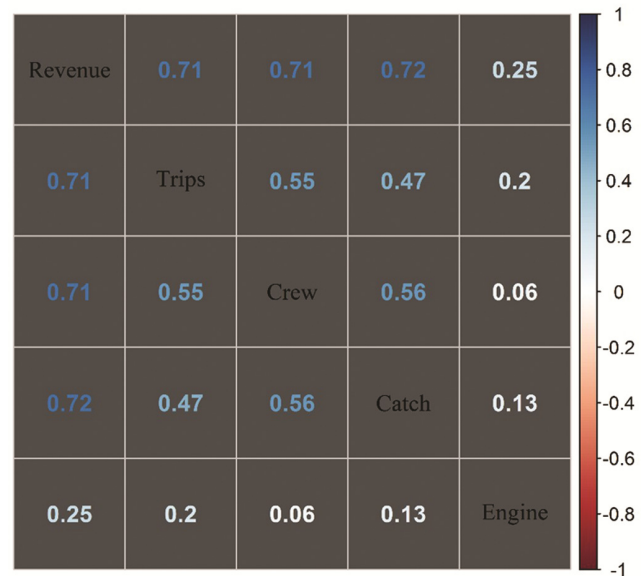 Revenue 0.71 0.71 0.72 0.25
0.71 Trips 0.55 0.47 0.2
0.71 0.55 Crew 0.56 0.06
0.72 0.47 0.56 Catch 0.13
0.25 0.2 0.06 0.13 Engine
1
0.8
0.6
0.4
0.2
0
-0.2
-0.4
-0.6
-0.8
-1